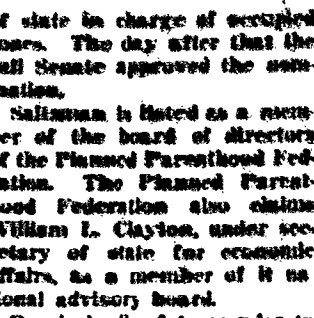 of state in charge of occupied
zones. The day after that the
full Senate approved the nom-
ination.
Saltzman is listed as a mem-
ber of the board of directors
of the Planned Parenthood Fed-
eration. The Planned Parent-
hood Federation also claims
William L. Clayton, under sec-
retary of state for economic
affairs, as a member of it na-
tional advisory board.